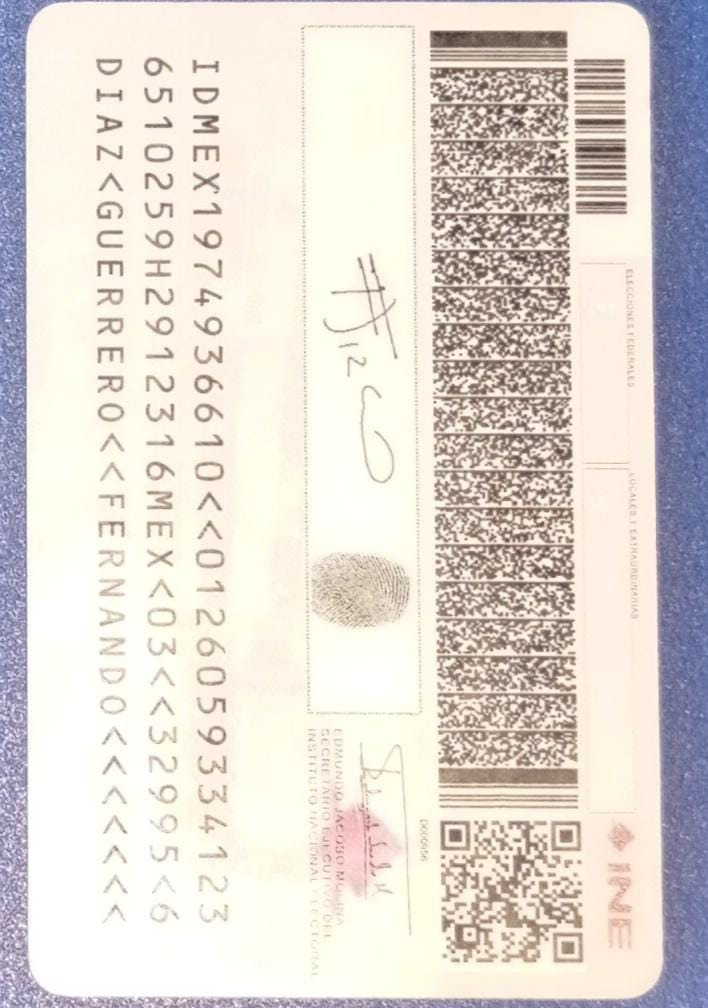 ELECCIONES FEDERALES
LOCALES Y EXTRAORDINARIAS
INE
EDMUNDO JACOBO MOLINA
SECRETARIO EJECUTIVO DEL
INSTITUTO NACIONAL ELECTORAL
IDMEX1974936610<<0126059334123
6510259H2912316MEX<03<<32995<6
DIAZ<GUERRERO<<FERNANDO<<<<<<<